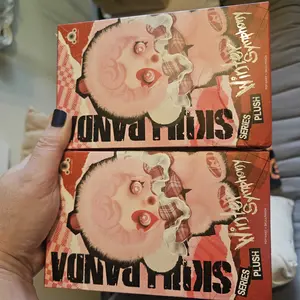 SKULLPANDA
Winter
Symphony
SERIES
PLUSH
SKULLPANDA
Winter
Symphony
SERIES
PLUSH